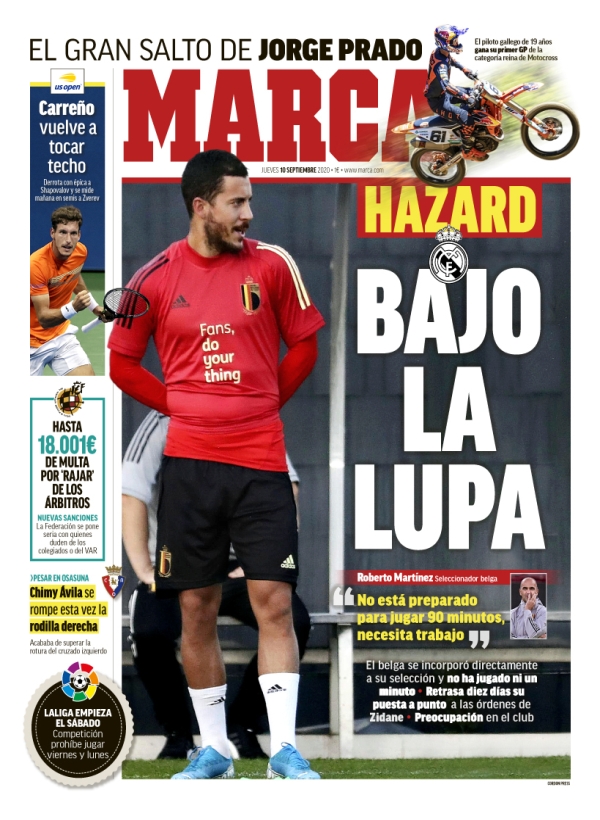 EL GRAN SALTO DE JORGE PRADO
El piloto gallego de 19 años
gana su primer GP de la
categoría reina de Motocross
us open
Carreño
vuelve a
tocar
techo
Derrota con épica a
Shapovalov y se mide
mañana en semis a Zverev
MARCA
JUEVES 10 SEPTIEMBRE 2020 • 1€ • www.marca.com
61
HAZARD
BAJO
LA
LUPA
Fans,
do your
thing
adidas
HASTA
18.001€
DE MULTA
POR ‘RAJAR’
DE LOS
ÁRBITROS
NUEVAS SANCIONES
La Federación se pone
seria con quienes
duden de los
colegiados o del VAR
>PESAR EN OSASUNA
Chimy Ávila se
rompe esta vez la
rodilla derecha
Acababa de superar la
rotura del cruzado izquierdo
LALIGA EMPIEZA
EL SÁBADO
Competición
prohíbe jugar
viernes y lunes
Roberto Martínez Seleccionador belga
“No está preparado
para jugar 90 minutos,
necesita trabajo”
El belga se incorporó directamente
a su selección y no ha jugado ni un
minuto • Retrasa diez días su
puesta a punto a las órdenes de
Zidane • Preocupación en el club
CORDON PRESS